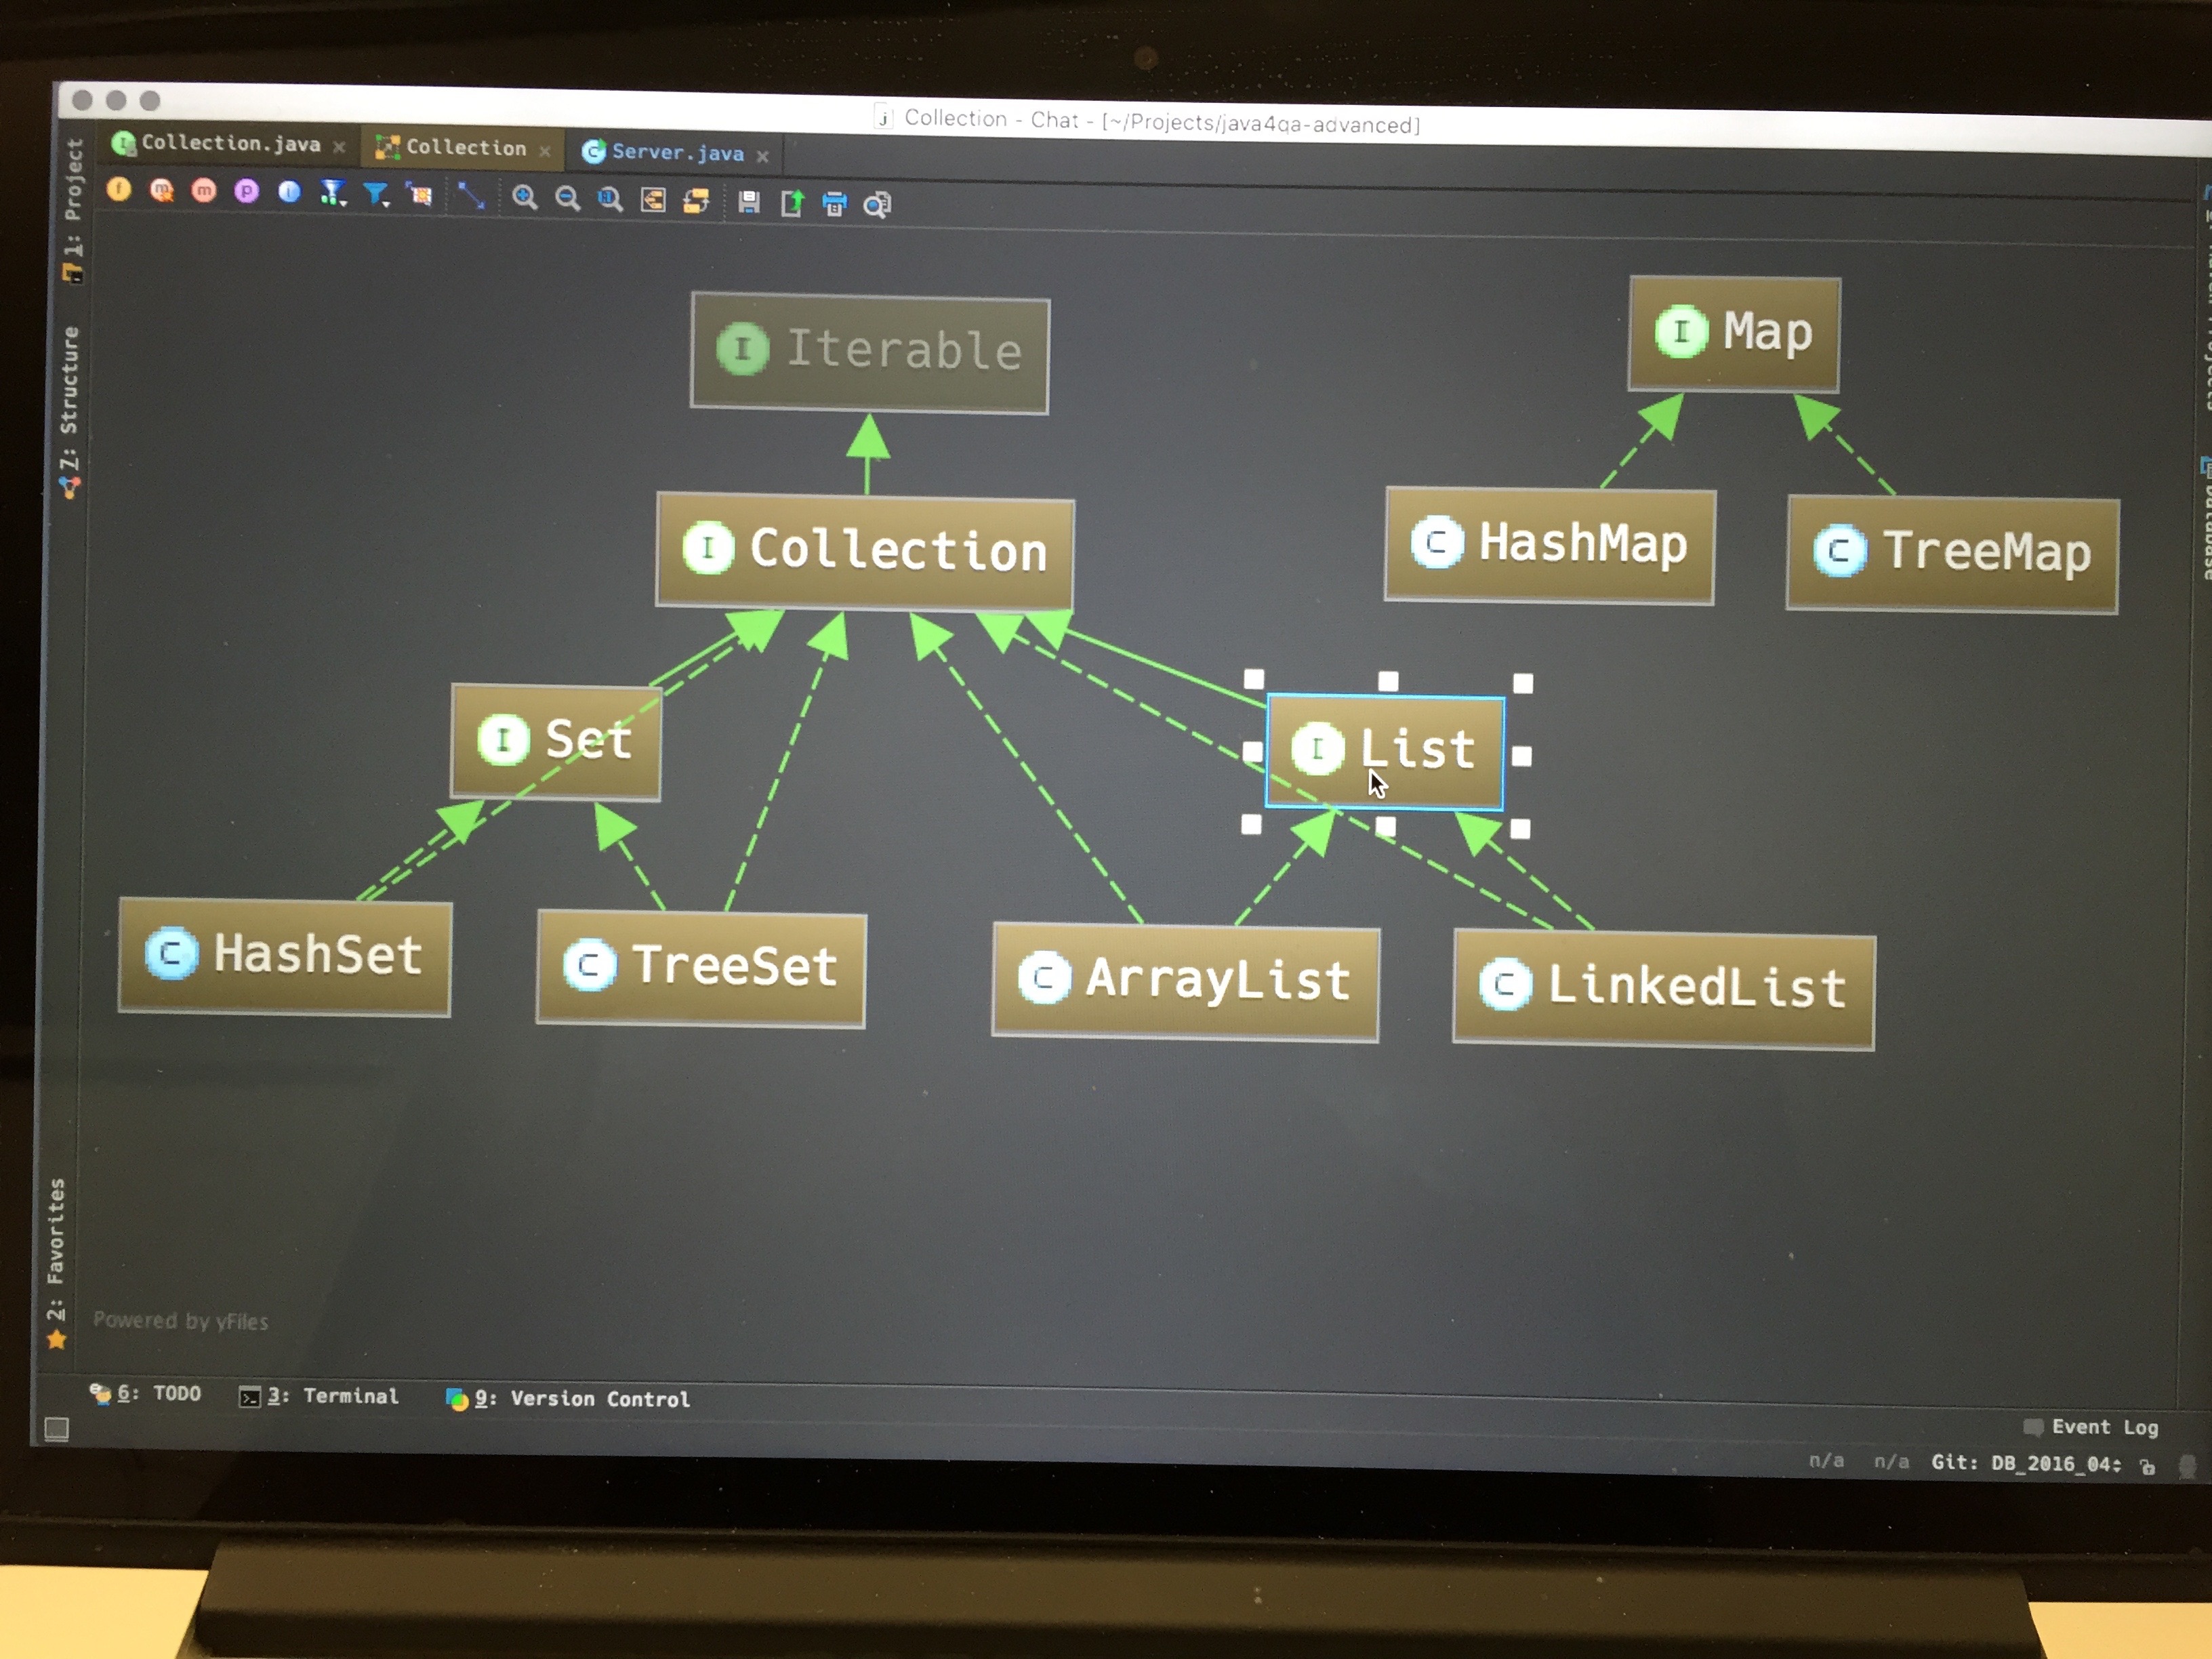 Collection - Chat - [~/Projects/java4qa-advanced]
Collection.java
Collection
Server.java
1: Project
7: Structure
Iterable
Map
Collection
HashMap
TreeMap
Set
List
HashSet
TreeSet
ArrayList
LinkedList
Database
2: Favorites
Powered by yFiles
6: TODO
3: Terminal
9: Version Control
Event Log
n/a n/a Git: DB_2016_04